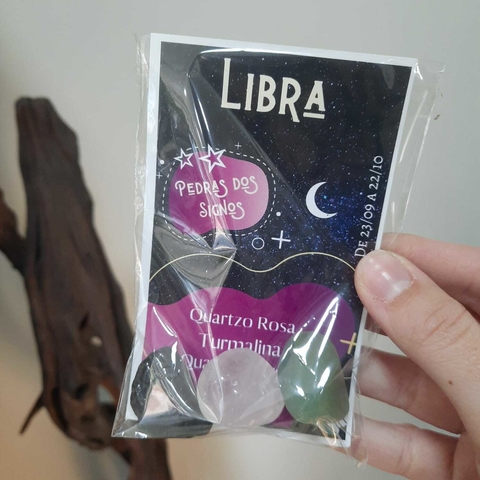 LIBRA
PEDRAS DOS
SIGNOS
DE 23/09 A 22/10
Quartzo Rosa
Turmalina